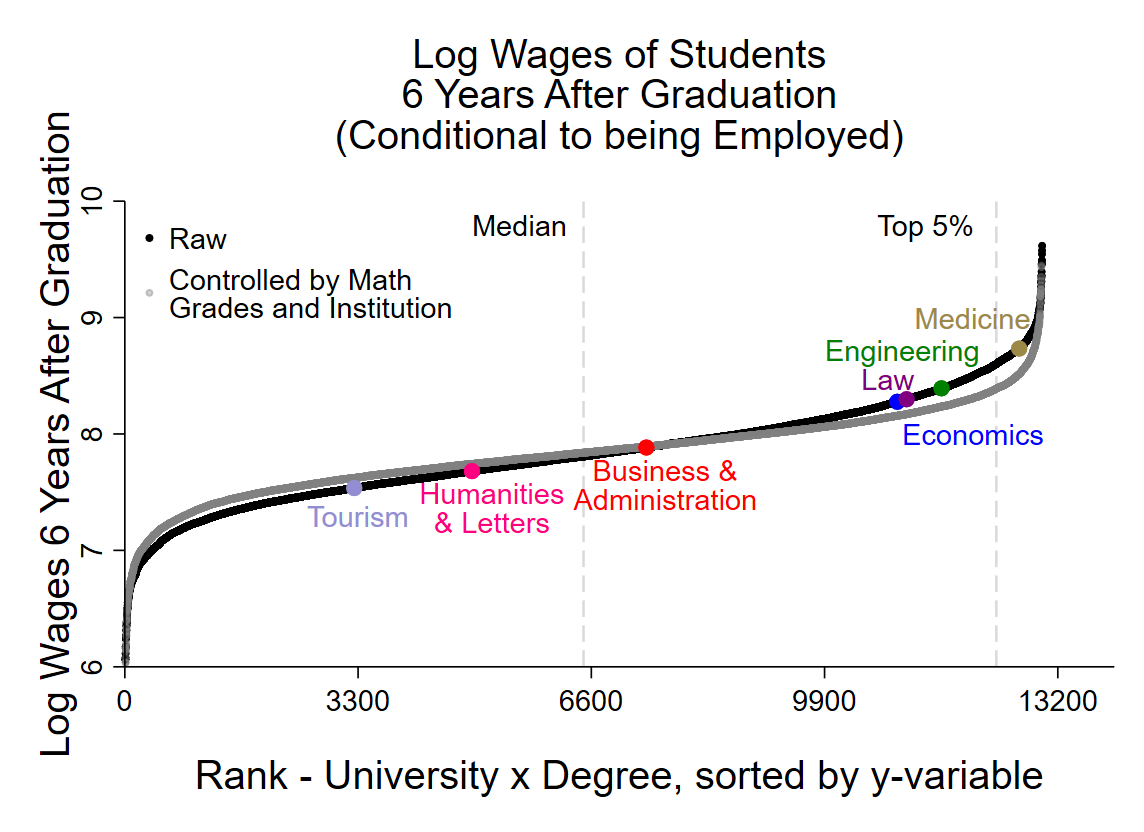 Log Wages of Students
6 Years After Graduation
(Conditional to being Employed)
Log Wages 6 Years After Graduation
10
9
8
7
6
Median
Top 5%
Raw
Controlled by Math
Grades and Institution
Medicine
Engineering
Law
Economics
Business &
Administration
Humanities
& Letters
Tourism
0
3300
6600
9900
13200
Rank - University x Degree, sorted by y-variable